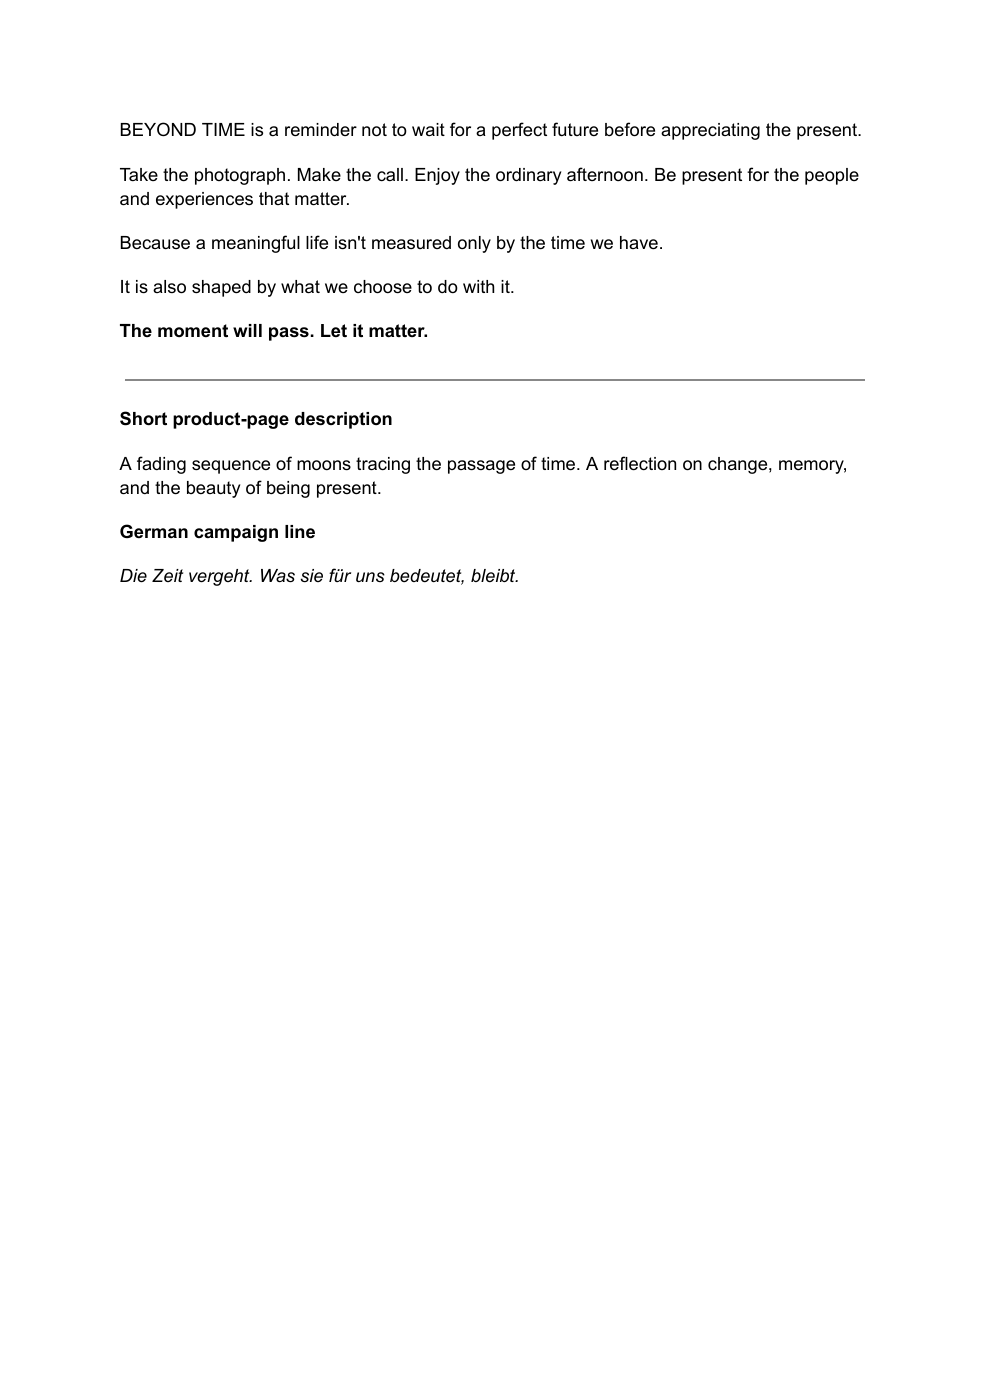 BEYOND TIME is a reminder not to wait for a perfect future before appreciating the present.
Take the photograph. Make the call. Enjoy the ordinary afternoon. Be present for the people
and experiences that matter.
Because a meaningful life isn't measured only by the time we have.
It is also shaped by what we choose to do with it.
The moment will pass. Let it matter.
Short product-page description
A fading sequence of moons tracing the passage of time. A reflection on change, memory,
and the beauty of being present.
German campaign line
Die Zeit vergeht. Was sie für uns bedeutet, bleibt.